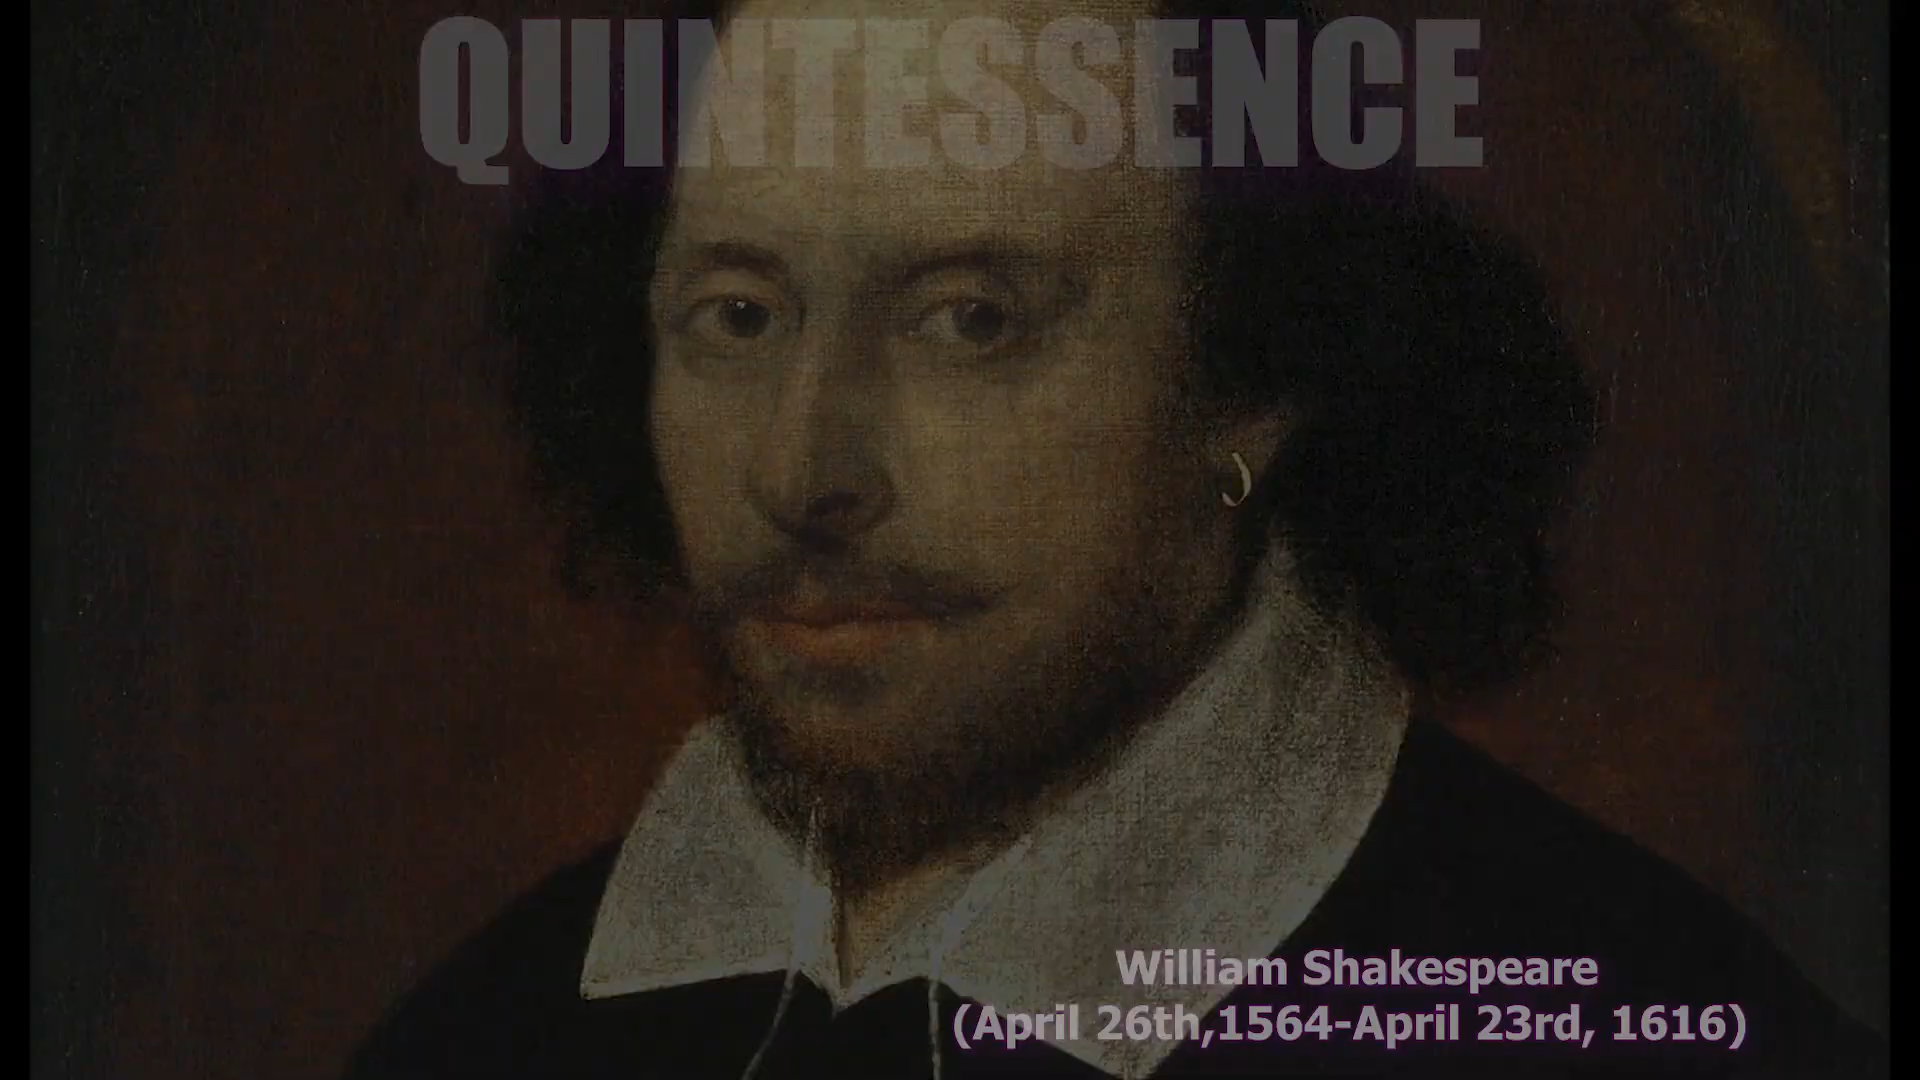 QUINTESSENCE
William Shakespeare
(April 26th,1564-April 23rd, 1616)